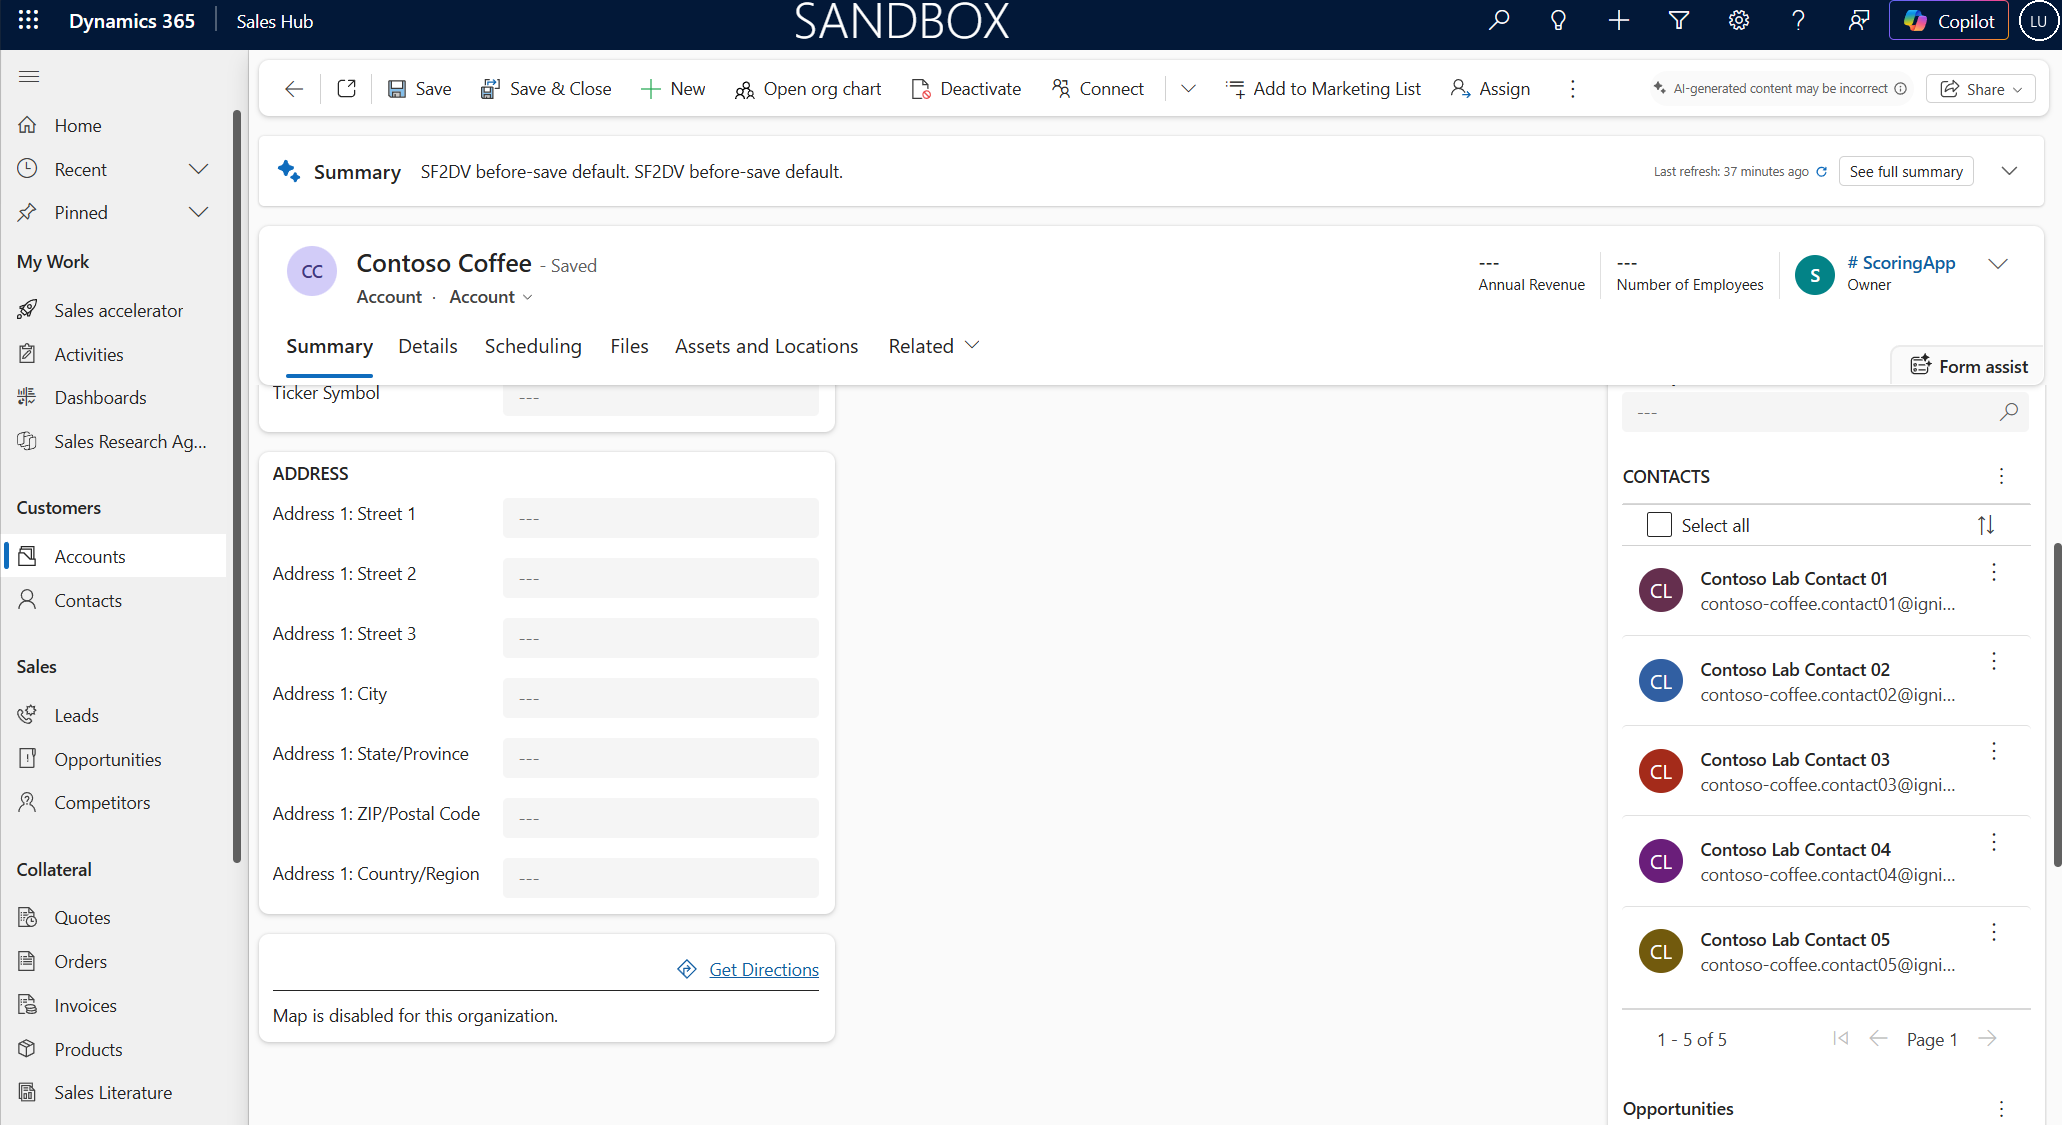 Dynamics 365 Sales Hub SANDBOX Copilot LU
Save Save & Close New Open org chart Deactivate Connect Add to Marketing List Assign AI-generated content may be incorrect Share
Home
Recent
Pinned
My Work
Sales accelerator
Activities
Dashboards
Sales Research Ag...
Customers
Accounts
Contacts
Sales
Leads
Opportunities
Competitors
Collateral
Quotes
Orders
Invoices
Products
Sales Literature
Summary SF2DV before-save default. SF2DV before-save default. Last refresh: 37 minutes ago See full summary
CC
Contoso Coffee - Saved
Account · Account
---
Annual Revenue
---
Number of Employees
S
# ScoringApp
Owner
Summary Details Scheduling Files Assets and Locations Related
Form assist
Ticker Symbol ---
ADDRESS
Address 1: Street 1 ---
Address 1: Street 2 ---
Address 1: Street 3 ---
Address 1: City ---
Address 1: State/Province ---
Address 1: ZIP/Postal Code ---
Address 1: Country/Region ---
Get Directions
Map is disabled for this organization.
---
CONTACTS
Select all
CL
Contoso Lab Contact 01
contoso-coffee.contact01@igni...
CL
Contoso Lab Contact 02
contoso-coffee.contact02@igni...
CL
Contoso Lab Contact 03
contoso-coffee.contact03@igni...
CL
Contoso Lab Contact 04
contoso-coffee.contact04@igni...
CL
Contoso Lab Contact 05
contoso-coffee.contact05@igni...
1 - 5 of 5 Page 1
Opportunities